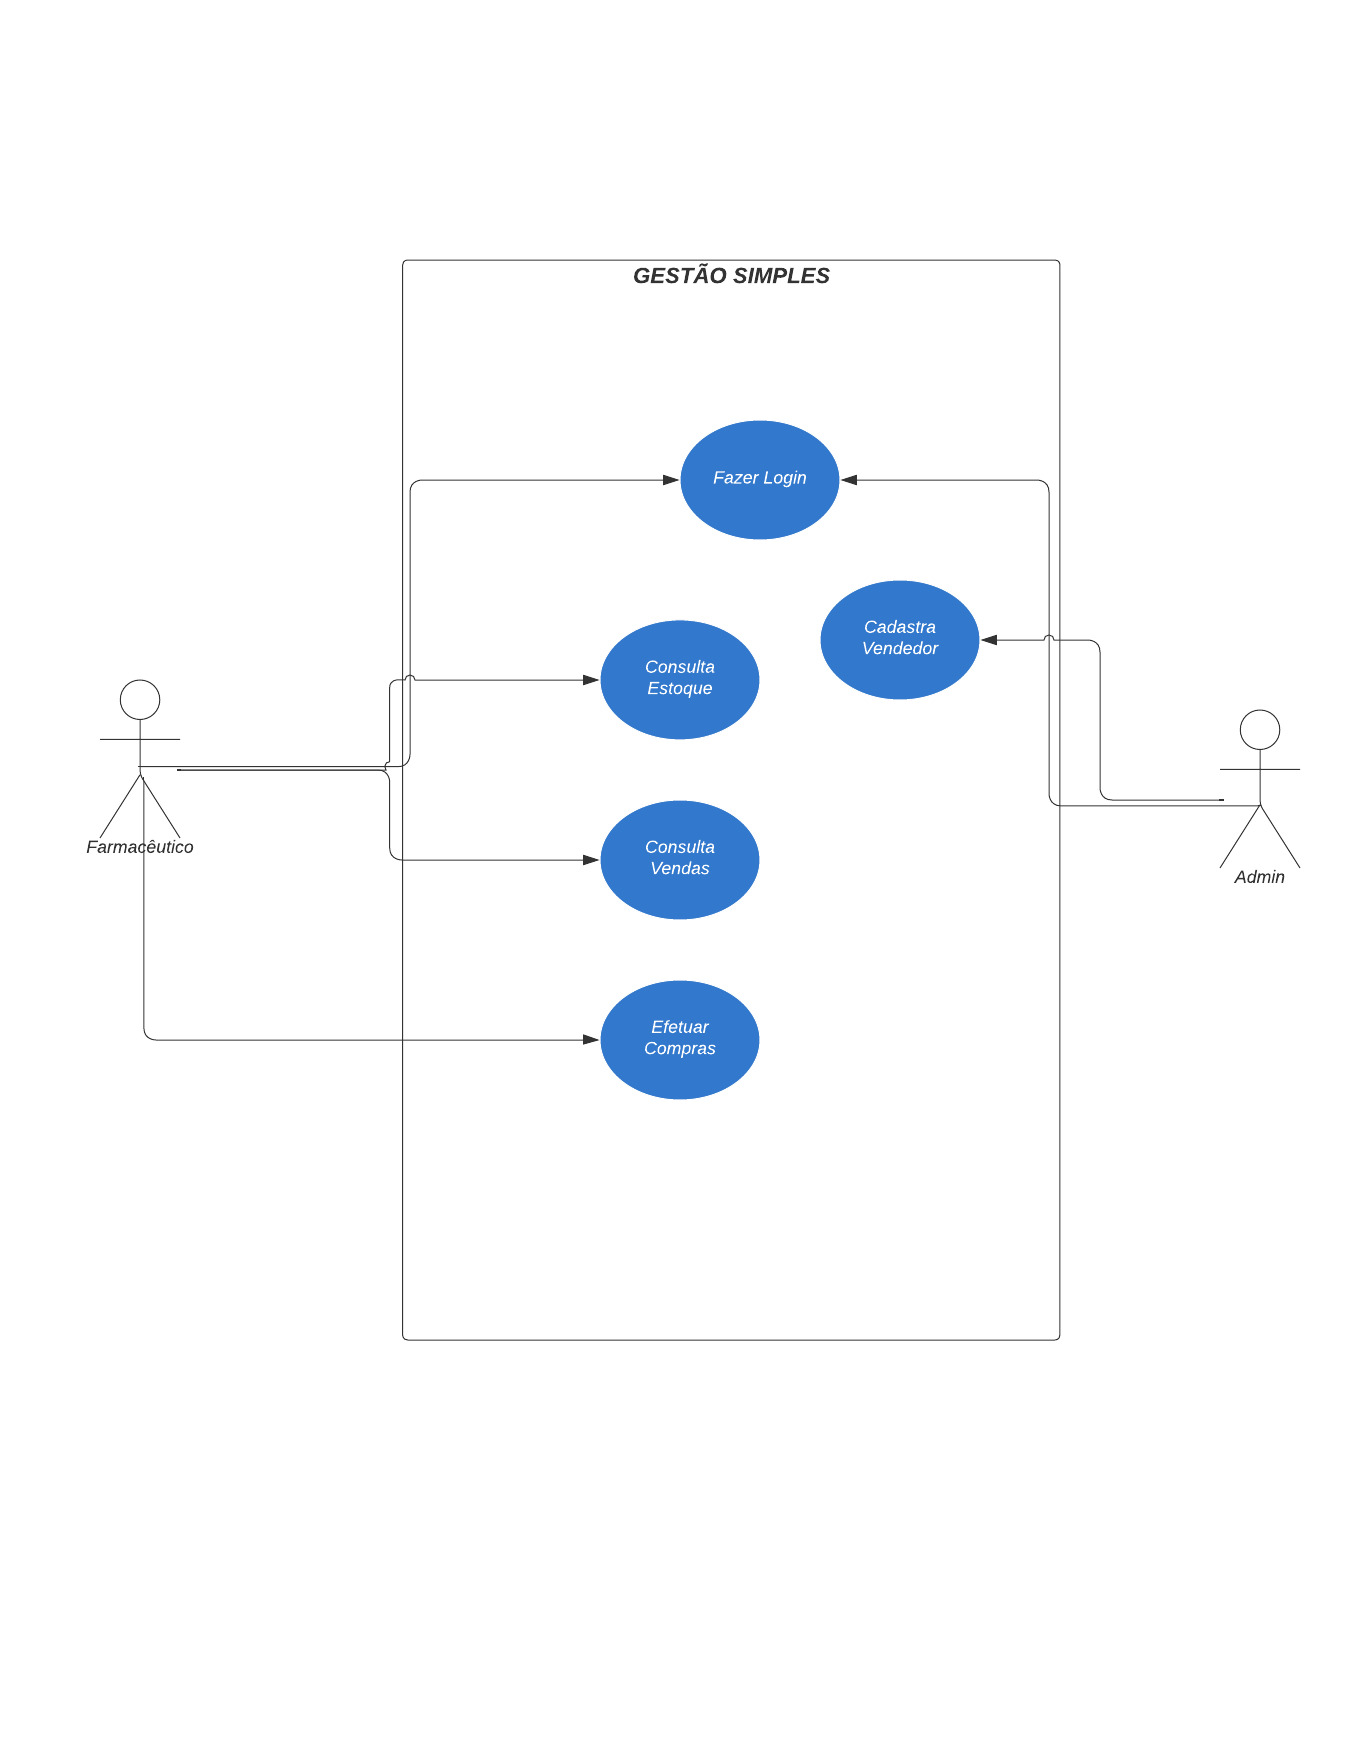 GESTÃO SIMPLES
Fazer Login
Cadastra
Vendedor
Consulta
Estoque
Farmacêutico
Consulta
Vendas
Admin
Efetuar
Compras